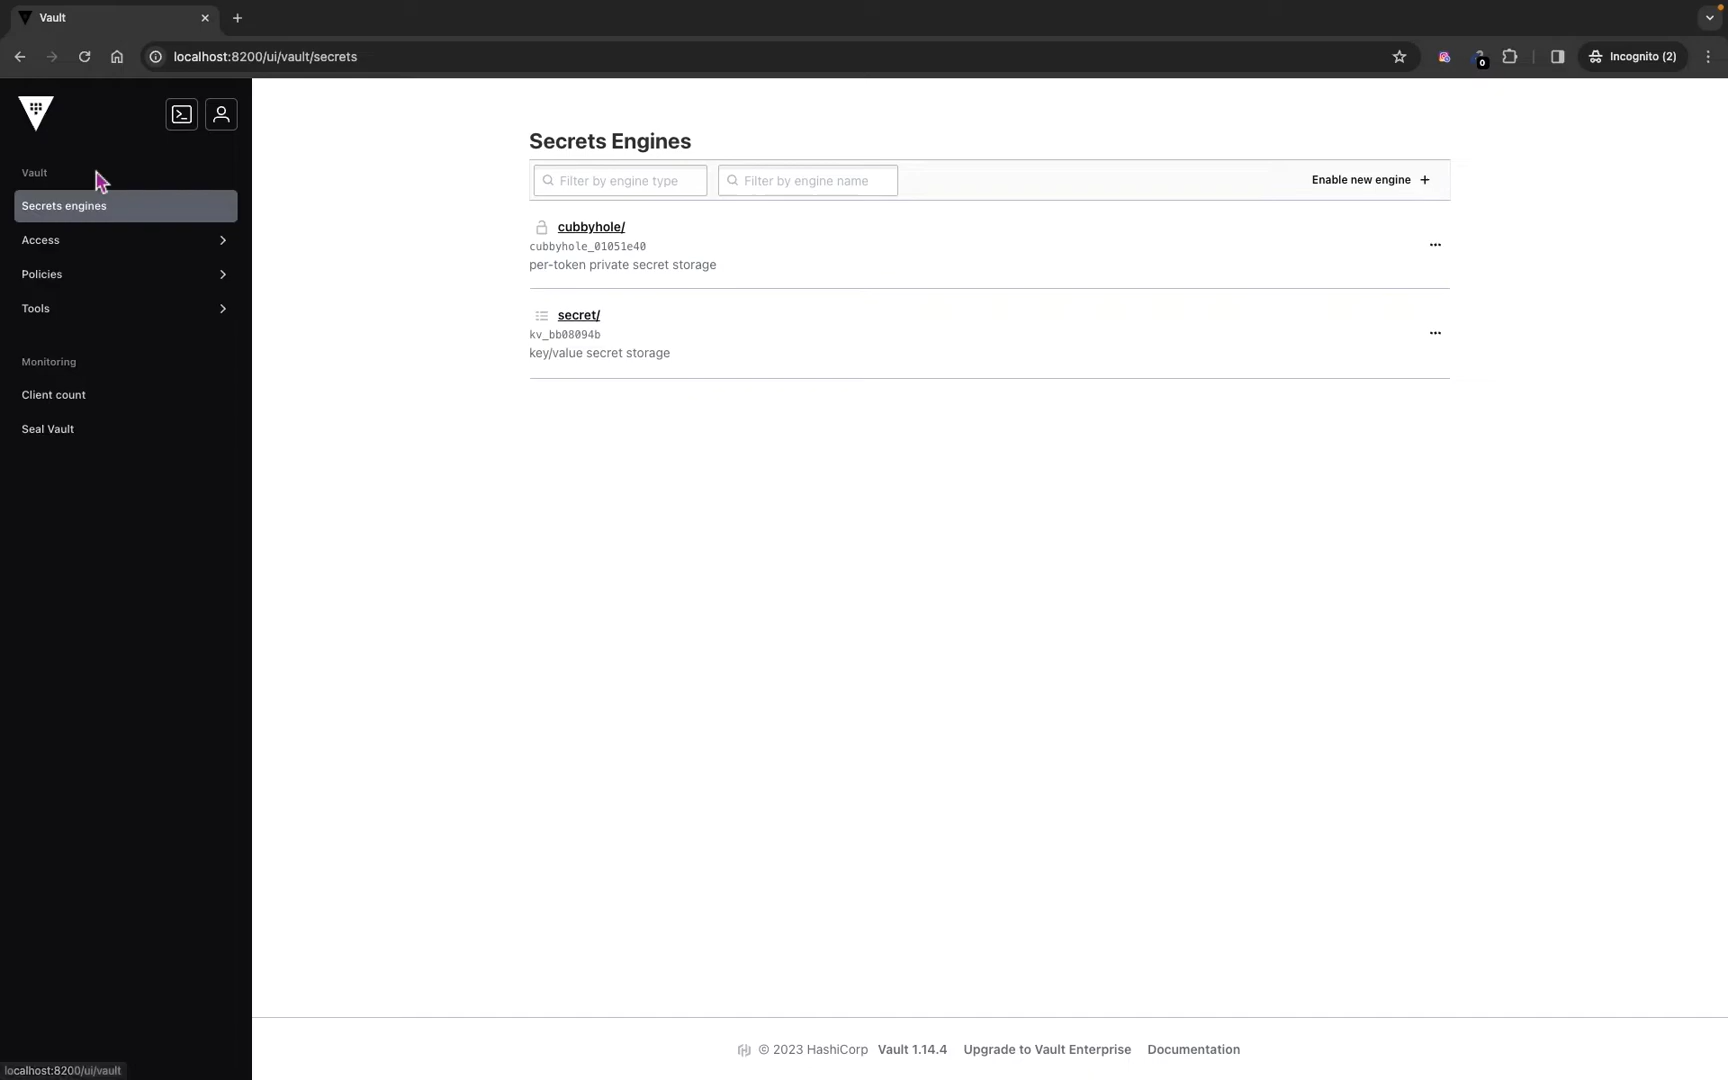 Vault
localhost:8200/ui/vault/secrets
0
Incognito (2)
Vault
Secrets engines
Access
Policies
Tools
Monitoring
Client count
Seal Vault
Secrets Engines
Filter by engine type
Filter by engine name
Enable new engine +
cubbyhole/
cubbyhole_01051e40
per-token private secret storage
secret/
kv_bb08094b
key/value secret storage
© 2023 HashiCorp Vault 1.14.4 Upgrade to Vault Enterprise Documentation
localhost:8200/ui/vault